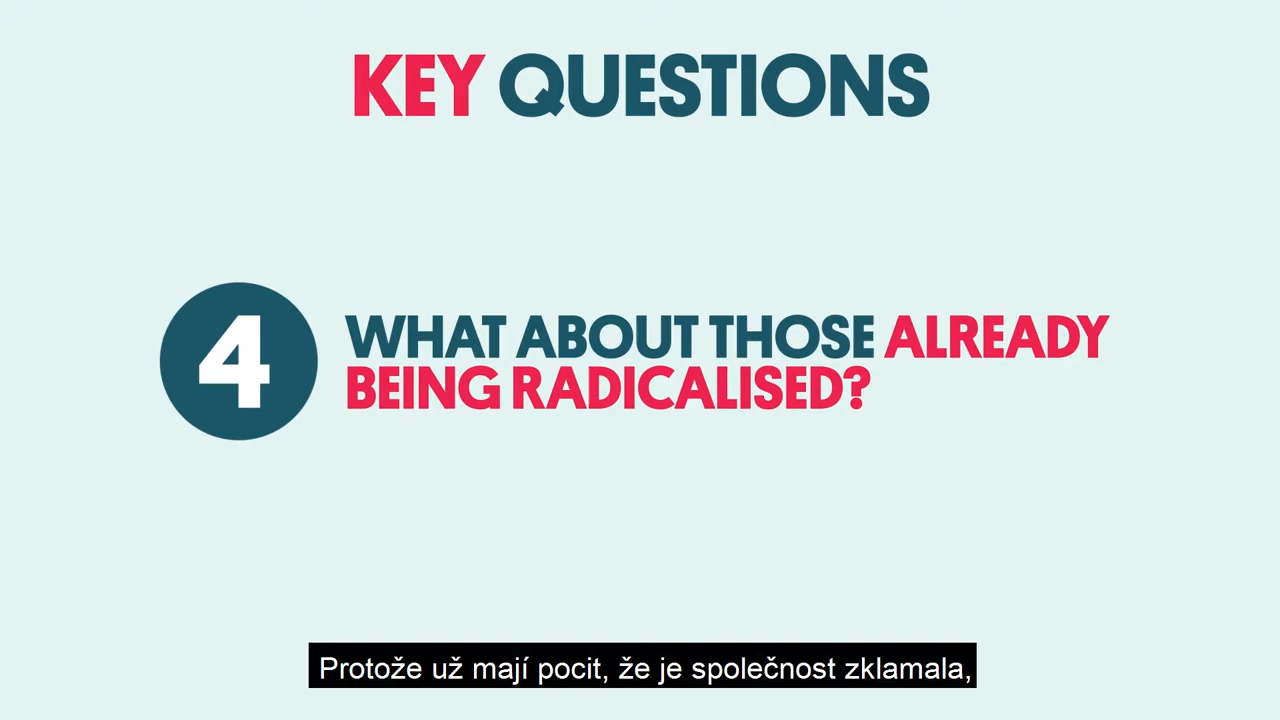 KEY QUESTIONS
4
WHAT ABOUT THOSE ALREADY
BEING RADICALISED?
Protože už mají pocit, že je společnost zklamala,